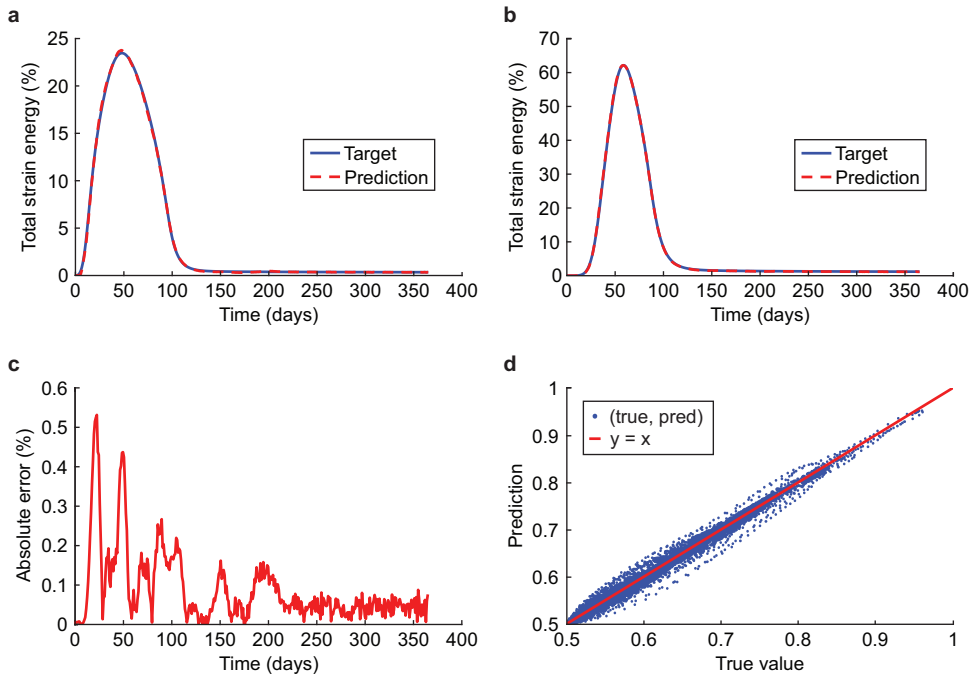 a
Total strain energy (%)
25
20
15
10
5
0
0 50 100 150 200 250 300 350 400
Time (days)
Target
Prediction
b
Total strain energy (%)
70
60
50
40
30
20
10
0
0 50 100 150 200 250 300 350 400
Time (days)
Target
Prediction
c
Absolute error (%)
0.6
0.5
0.4
0.3
0.2
0.1
0
0 50 100 150 200 250 300 350 400
Time (days)
d
Prediction
1
0.9
0.8
0.7
0.6
0.5
0.5 0.6 0.7 0.8 0.9 1
True value
(true, pred)
y = x